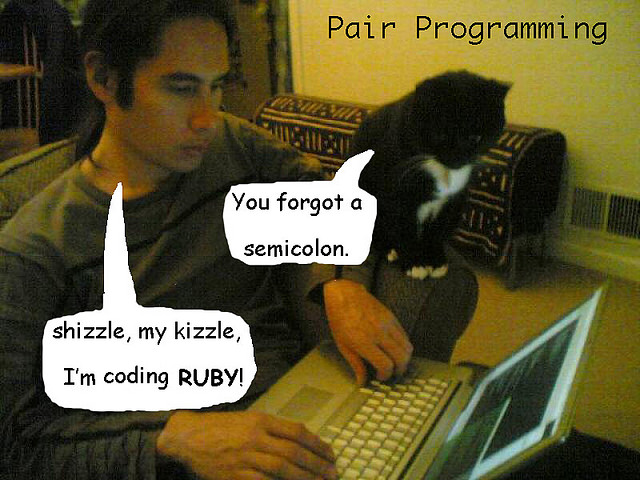 Pair Programming
You forgot a
semicolon.
shizzle, my kizzle,
I'm coding RUBY!